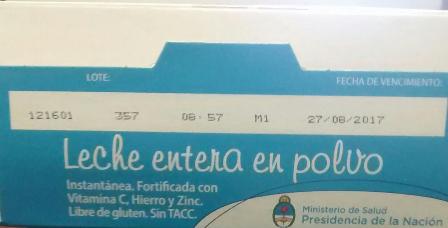 LOTE: FECHA DE VENCIMIENTO:
121601 357 08:57 M1 27/08/2017
Leche entera en polvo
Instantánea. Fortificada con
Vitamina C, Hierro y Zinc.
Libre de gluten. Sin TACC.
Ministerio de Salud
Presidencia de la Nación